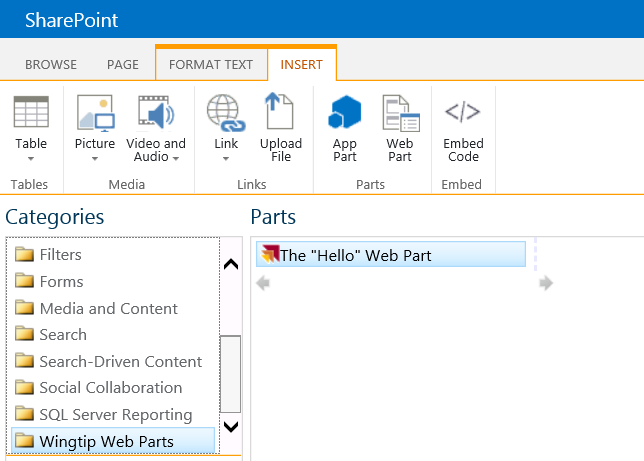 SharePoint
BROWSE PAGE FORMAT TEXT INSERT
Table Picture Video and Audio Link Upload File App Part Web Part Embed Code
Tables Media Links Parts Embed
Categories
Filters
Forms
Media and Content
Search
Search-Driven Content
Social Collaboration
SQL Server Reporting
Wingtip Web Parts
Parts
The "Hello" Web Part